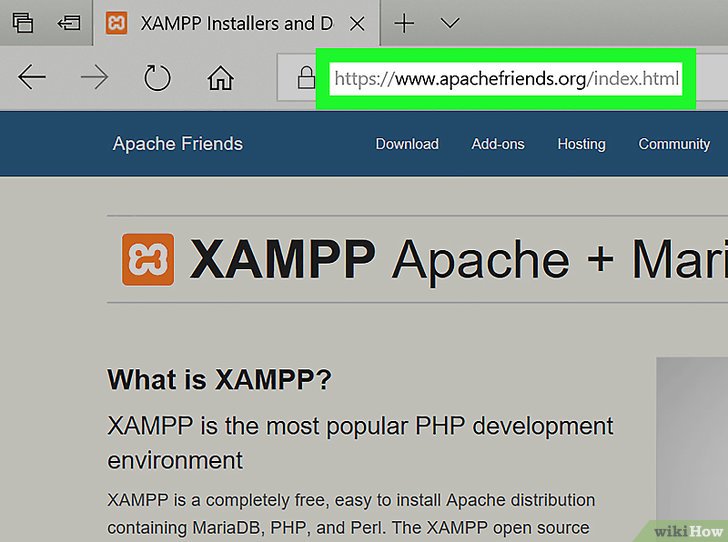 XAMPP Installers and D
https://www.apachefriends.org/index.html
Apache Friends
Download
Add-ons
Hosting
Community
XAMPP Apache + Mari
What is XAMPP?
XAMPP is the most popular PHP development
environment
XAMPP is a completely free, easy to install Apache distribution
containing MariaDB, PHP, and Perl. The XAMPP open source
wikiHow